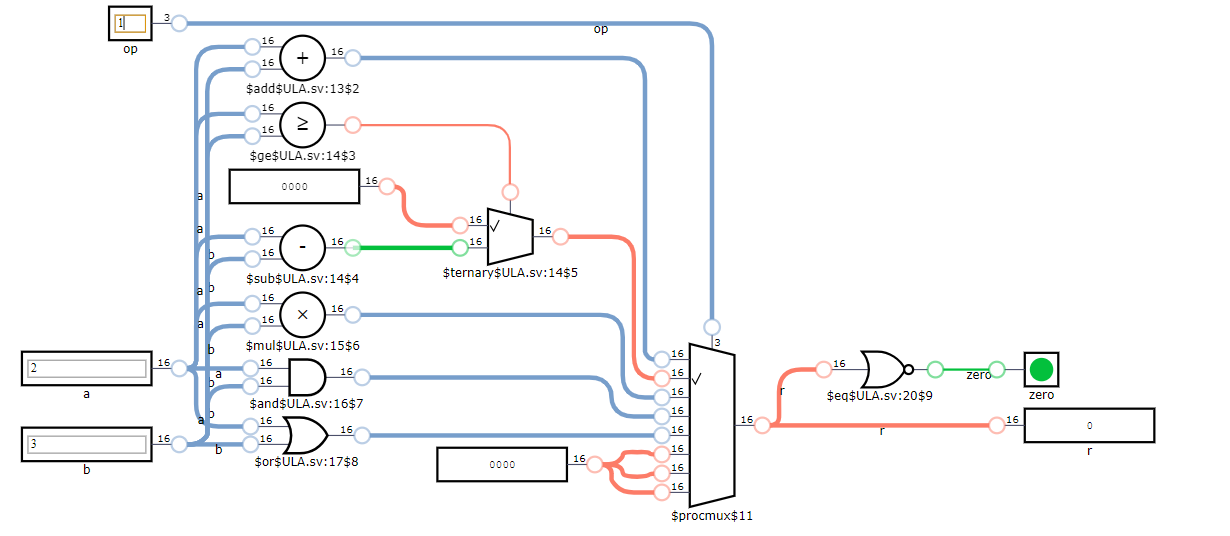 1
3
op
op
16
16
+
16
$add$ULA.sv:13$2
16
16
≥
$ge$ULA.sv:14$3
0000
16
a
a
b
16
16
-
16
$sub$ULA.sv:14$4
16
16
16
$ternary$ULA.sv:14$5
a
b
16
16
×
16
$mul$ULA.sv:15$6
a
b
2
16
a
a
b
16
16
16
$and$ULA.sv:16$7
a
b
3
16
b
b
16
16
16
$or$ULA.sv:17$8
0000
16
3
16
16
16
16
16
16
16
16
16
$procmux$11
r
16
$eq$ULA.sv:20$9
zero
zero
r
16
0
r